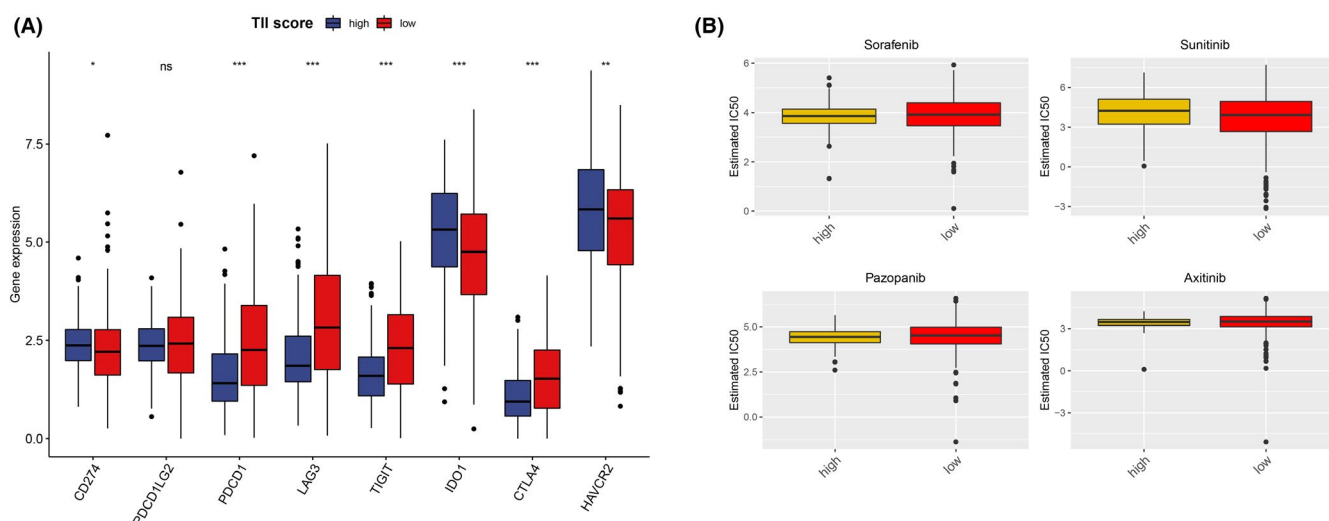 (A)
TII score high low
* ns *** *** *** *** *** **
Gene expression
7.5
5.0
2.5
0.0
CD274 PDCD1LG2 PDCD1 LAG3 TIGIT IDO1 CTLA4 HAVCR2
(B)
Sorafenib
Estimated IC50
6
4
2
0
high low
Sunitinib
Estimated IC50
6
3
0
−3
high low
Pazopanib
Estimated IC50
5.0
2.5
0.0
high low
Axitinib
Estimated IC50
3
0
−3
high low